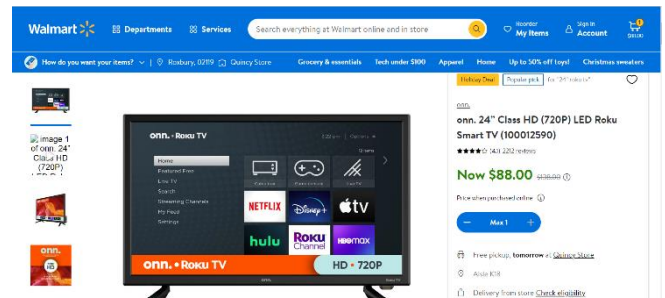 Walmart
Departments
Services
Search everything at Walmart online and in store
Reorder
My Items
Sign In
Account
How do you want your items?
Roxbury, 02119
Quincy Store
Grocery & essentials
Tech under $100
Apparel
Home
Up to 50% off toys!
Christmas sweaters
Holiday Deal
Popular pick
onn.
onn. 24" Class HD (720P) LED Roku
Smart TV (100012590)
2292 reviews
Now $88.00
Price when purchased online
Max 1
Free pickup, tomorrow at Quincy Store
Delivery from store Check eligibility
image 1
of onn. 24"
Class HD
(720P)
onn. • Roku TV
Home
Featured Free
Live TV
Search
Streaming Channels
My Feed
Settings
NETFLIX
Disney+
tv
hulu
Roku
Channel
HBOMAX
onn. • Roku TV
HD • 720P
onn.